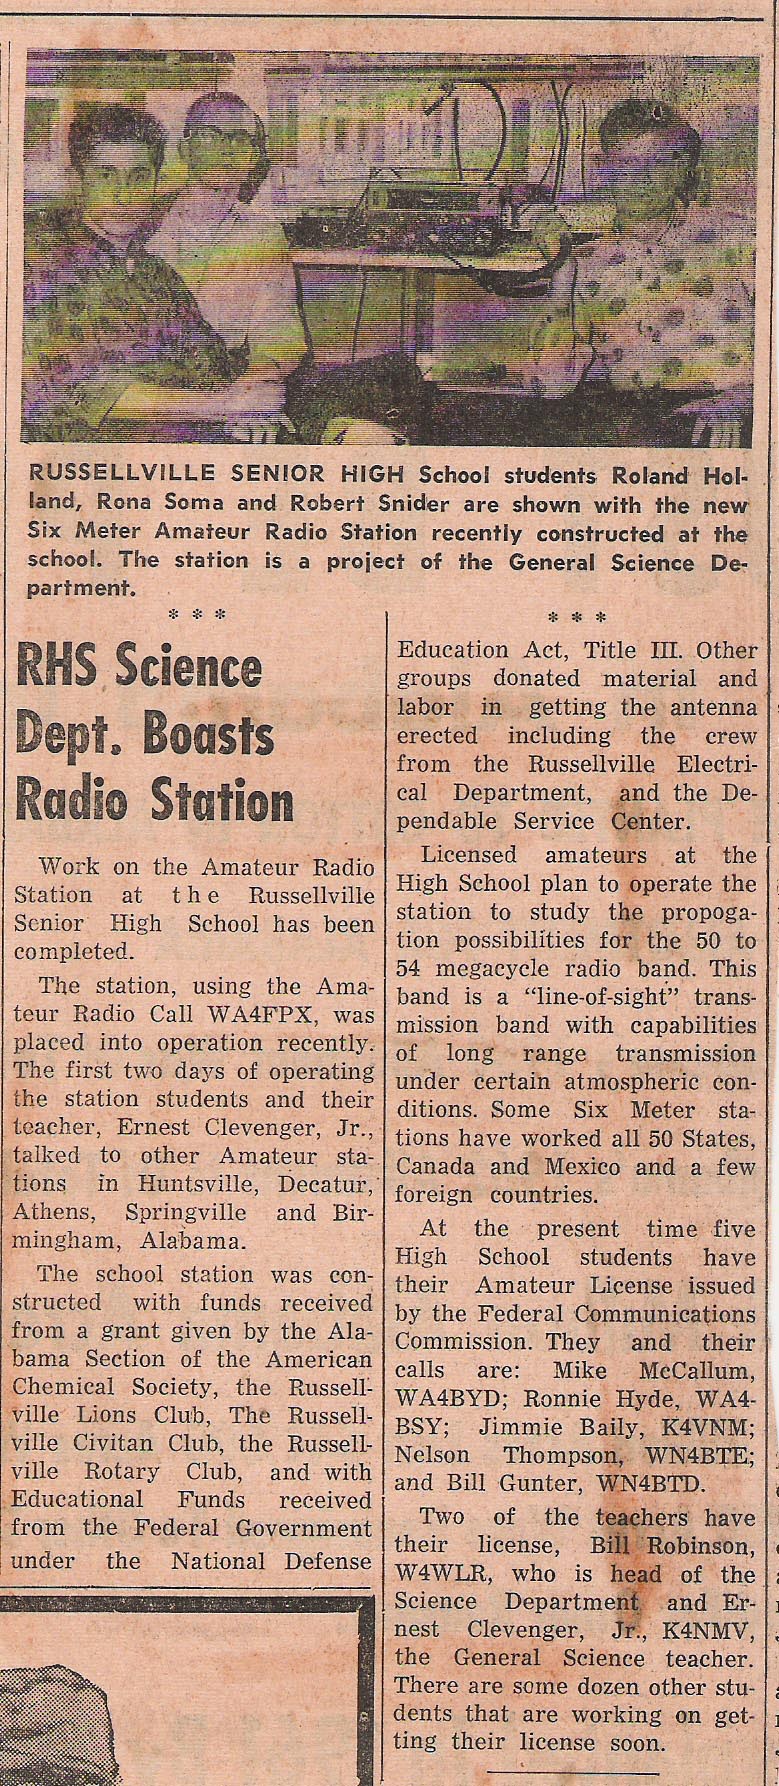 RUSSELLVILLE SENIOR HIGH School students Roland Hol-
land, Rona Soma and Robert Snider are shown with the new
Six Meter Amateur Radio Station recently constructed at the
school. The station is a project of the General Science De-
partment.
* * *
RHS Science
Dept. Boasts
Radio Station
Work on the Amateur Radio
Station at the Russellville
Senior High School has been
completed.
The station, using the Ama-
teur Radio Call WA4FPX, was
placed into operation recently.
The first two days of operating
the station students and their
teacher, Ernest Clevenger, Jr.,
talked to other Amateur sta-
tions in Huntsville, Decatur,
Athens, Springville and Bir-
mingham, Alabama.
The school station was con-
structed with funds received
from a grant given by the Ala-
bama Section of the American
Chemical Society, the Russell-
ville Lions Club, The Russell-
ville Civitan Club, the Russell-
ville Rotary Club, and with
Educational Funds received
from the Federal Government
under the National Defense
* * *
Education Act, Title III. Other
groups donated material and
labor in getting the antenna
erected including the crew
from the Russellville Electri-
cal Department, and the De-
pendable Service Center.
Licensed amateurs at the
High School plan to operate the
station to study the propoga-
tion possibilities for the 50 to
54 megacycle radio band. This
band is a "line-of-sight" trans-
mission band with capabilities
of long range transmission
under certain atmospheric con-
ditions. Some Six Meter sta-
tions have worked all 50 States,
Canada and Mexico and a few
foreign countries.
At the present time five
High School students have
their Amateur License issued
by the Federal Communications
Commission. They and their
calls are: Mike McCallum,
WA4BYD; Ronnie Hyde, WA4-
BSY; Jimmie Baily, K4VNM;
Nelson Thompson, WN4BTE;
and Bill Gunter, WN4BTD.
Two of the teachers have
their license, Bill Robinson,
W4WLR, who is head of the
Science Department and Er-
nest Clevenger, Jr., K4NMV,
the General Science teacher.
There are some dozen other stu-
dents that are working on get-
ting their license soon.